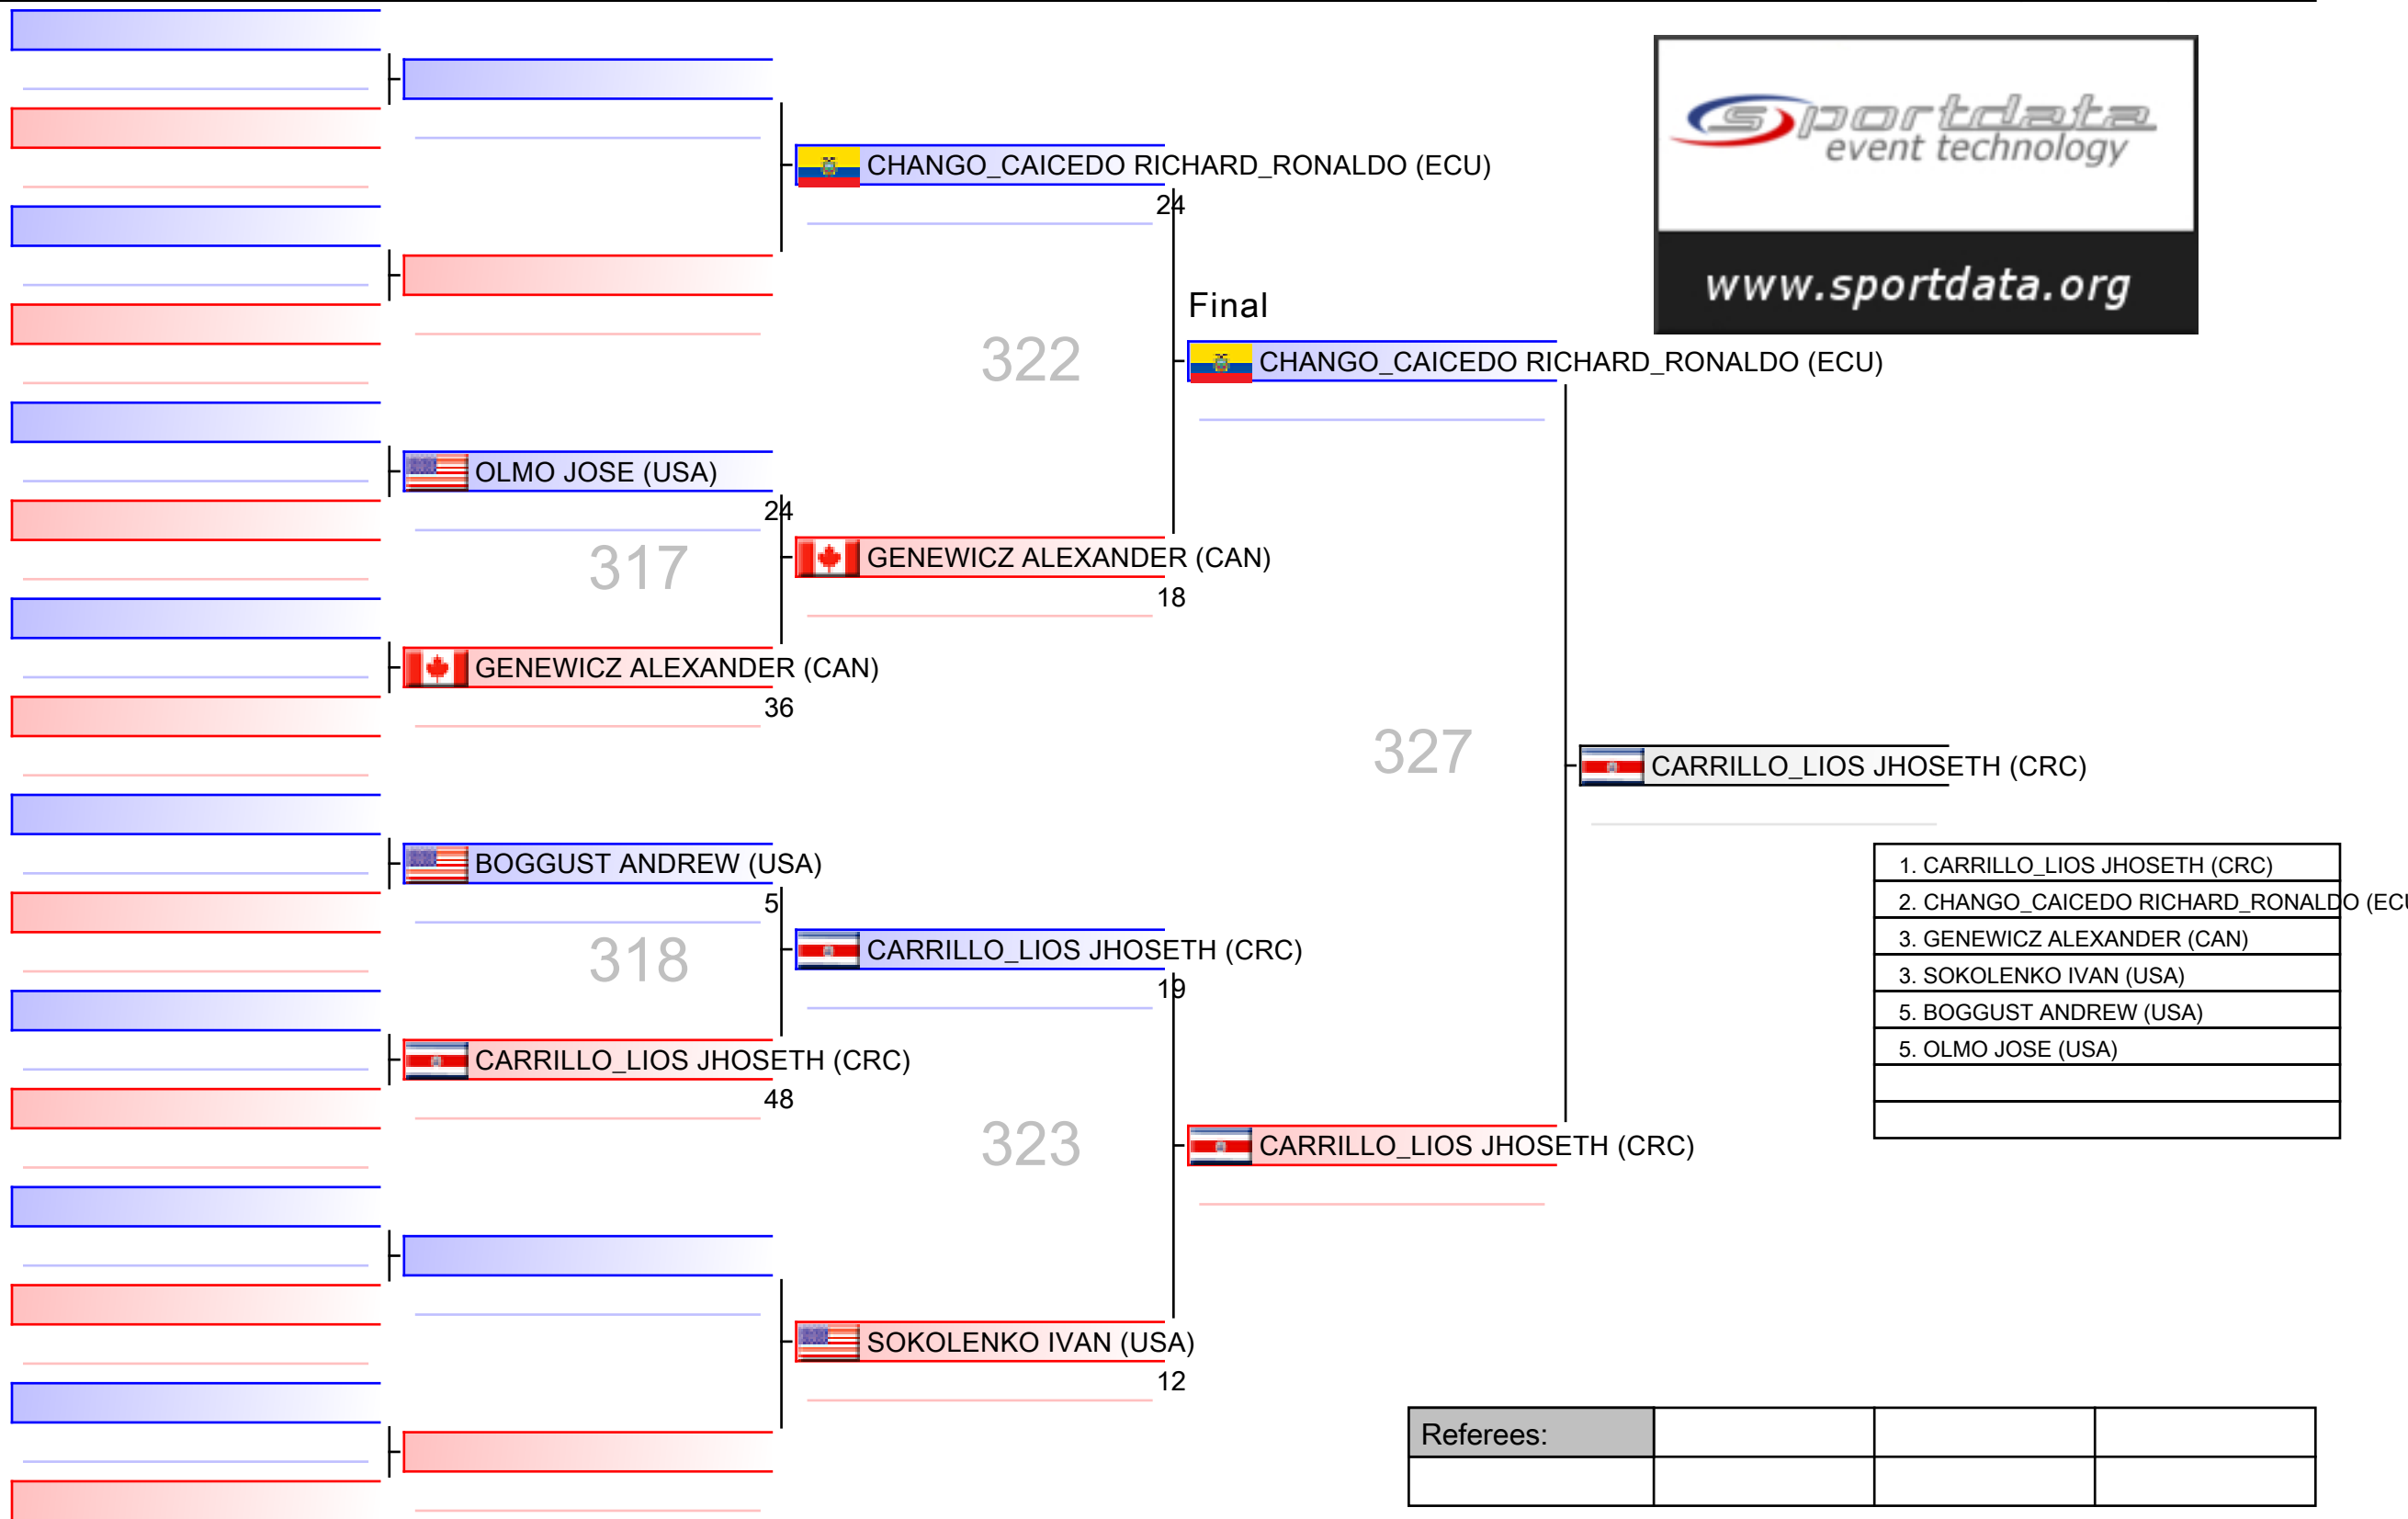 sportdata
event technology
www.sportdata.org
CHANGO_CAICEDO RICHARD_RONALDO (ECU)
24
322
Final
CHANGO_CAICEDO RICHARD_RONALDO (ECU)
OLMO JOSE (USA)
24
317
GENEWICZ ALEXANDER (CAN)
18
GENEWICZ ALEXANDER (CAN)
36
327
CARRILLO_LIOS JHOSETH (CRC)
BOGGUST ANDREW (USA)
5
318
CARRILLO_LIOS JHOSETH (CRC)
19
CARRILLO_LIOS JHOSETH (CRC)
48
323
CARRILLO_LIOS JHOSETH (CRC)
SOKOLENKO IVAN (USA)
12
1. CARRILLO_LIOS JHOSETH (CRC)
2. CHANGO_CAICEDO RICHARD_RONALDO (ECU
3. GENEWICZ ALEXANDER (CAN)
3. SOKOLENKO IVAN (USA)
5. BOGGUST ANDREW (USA)
5. OLMO JOSE (USA)
Referees: